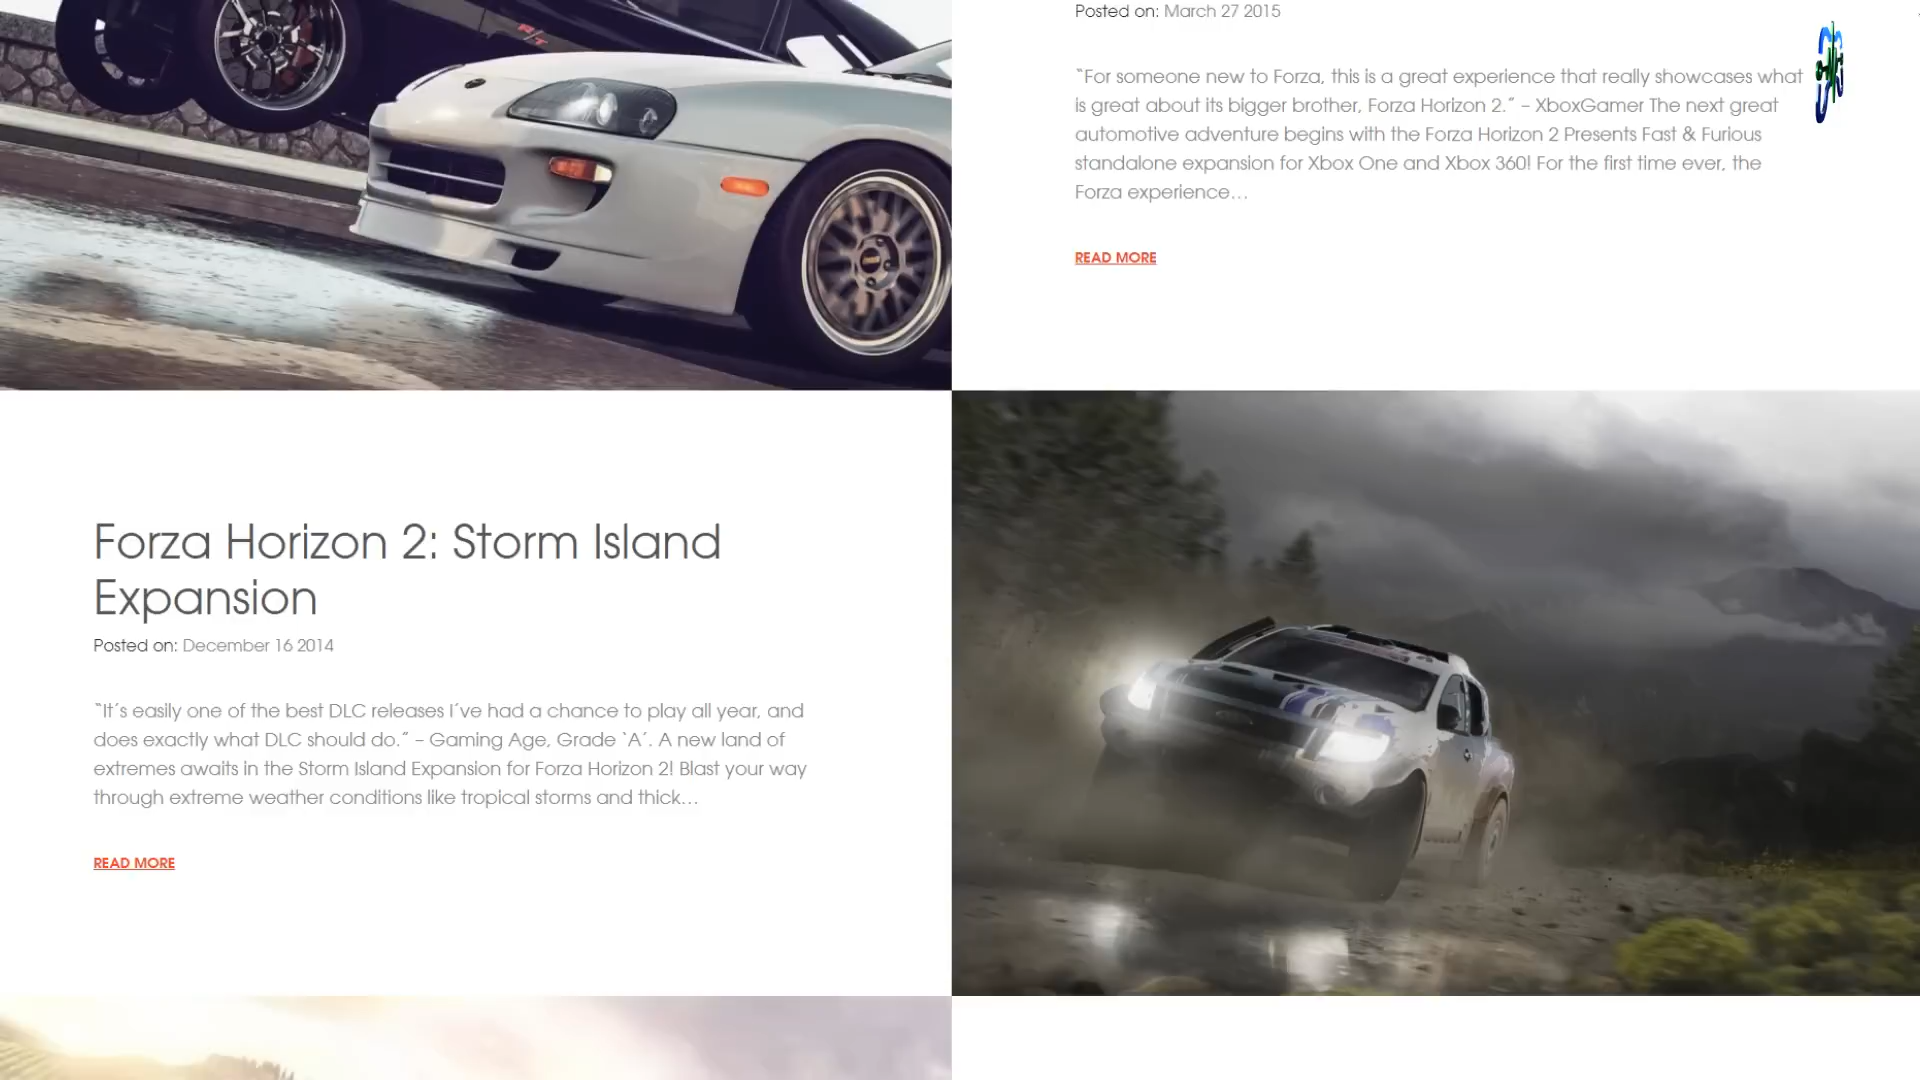 R/T
Posted on: March 27 2015
“For someone new to Forza, this is a great experience that really showcases what
is great about its bigger brother, Forza Horizon 2.” – XboxGamer The next great
automotive adventure begins with the Forza Horizon 2 Presents Fast & Furious
standalone expansion for Xbox One and Xbox 360! For the first time ever, the
Forza experience…
READ MORE
Forza Horizon 2: Storm Island
Expansion
Posted on: December 16 2014
“It’s easily one of the best DLC releases I’ve had a chance to play all year, and
does exactly what DLC should do.” – Gaming Age, Grade ‘A’. A new land of
extremes awaits in the Storm Island Expansion for Forza Horizon 2! Blast your way
through extreme weather conditions like tropical storms and thick…
READ MORE